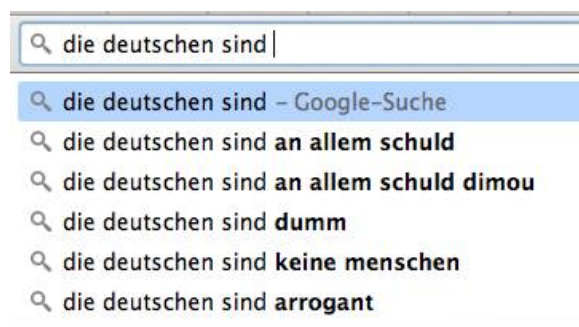 die deutschen sind
die deutschen sind – Google-Suche
die deutschen sind an allem schuld
die deutschen sind an allem schuld dimou
die deutschen sind dumm
die deutschen sind keine menschen
die deutschen sind arrogant